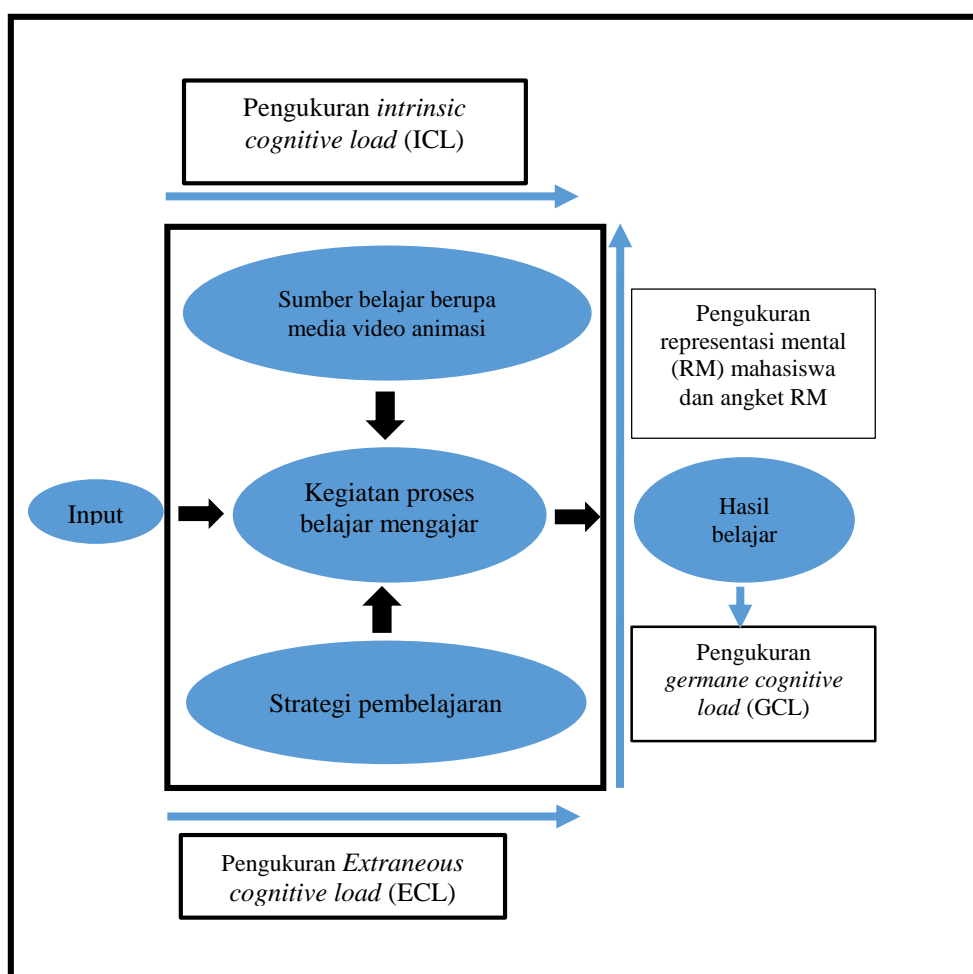 Pengukuran intrinsic
cognitive load (ICL)
Sumber belajar berupa
media video animasi
Pengukuran
representasi mental
(RM) mahasiswa
dan angket RM
Input
Kegiatan proses
belajar mengajar
Hasil
belajar
Strategi pembelajaran
Pengukuran
germane cognitive
load (GCL)
Pengukuran Extraneous
cognitive load (ECL)